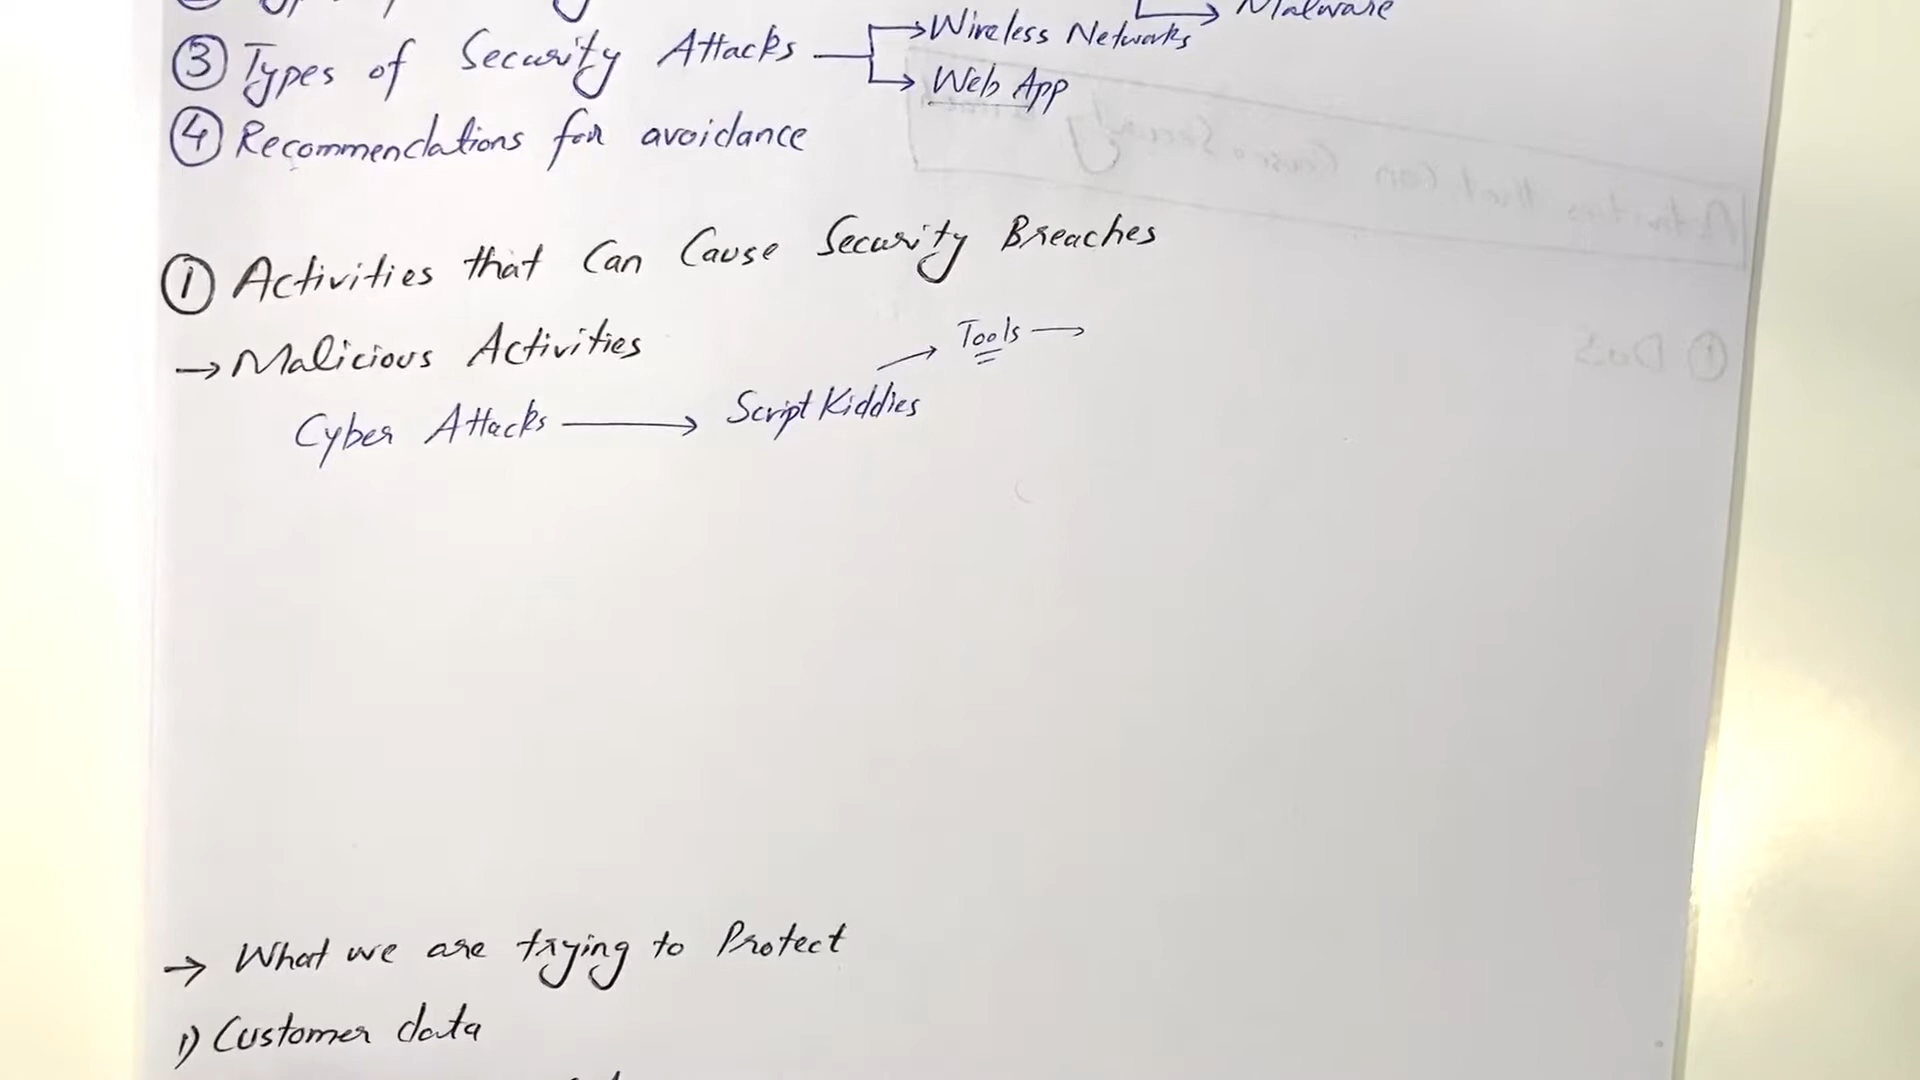 → Malware
③ Types of Security Attacks → Wireless Networks
→ Web App
④ Recommendations for avoidance
① Activities that Can Cause Security Breaches
→ Malicious Activities
→ Tools →
Cyber Attacks → Script Kiddies
→ What we are trying to Protect
1) Customer data